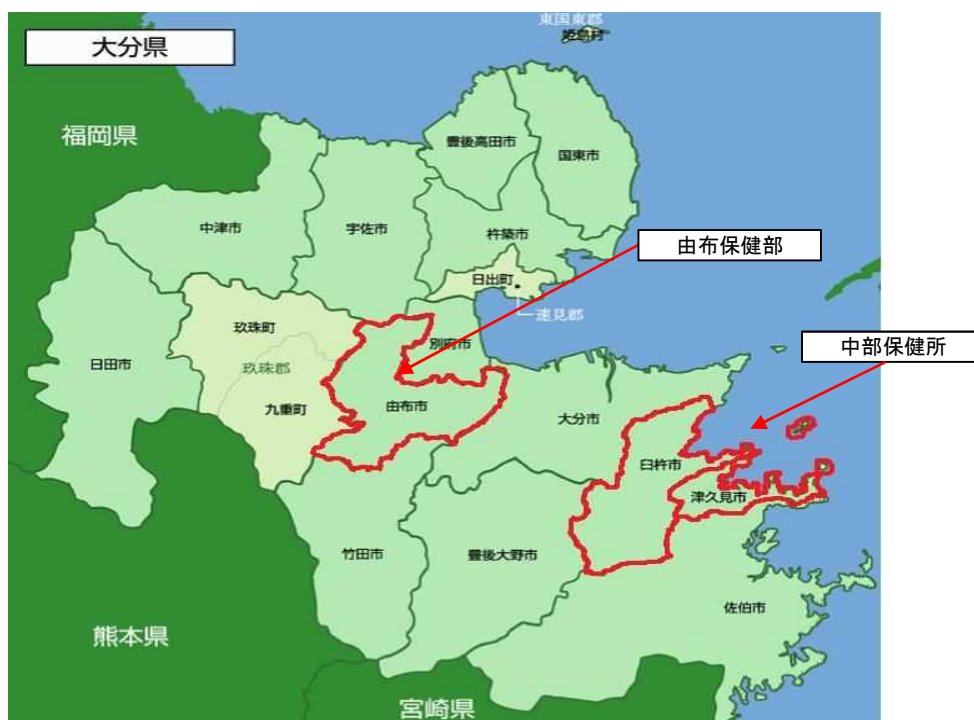 東国東郡
姫島村
大分県
福岡県
豊後高田市
国東市
中津市
宇佐市
杵築市
由布保健部
日出町
速見郡
玖珠町
別府市
中部保健所
日田市
玖珠郡
九重町
由布市
大分市
臼杵市
津久見市
竹田市
豊後大野市
佐伯市
熊本県
宮崎県